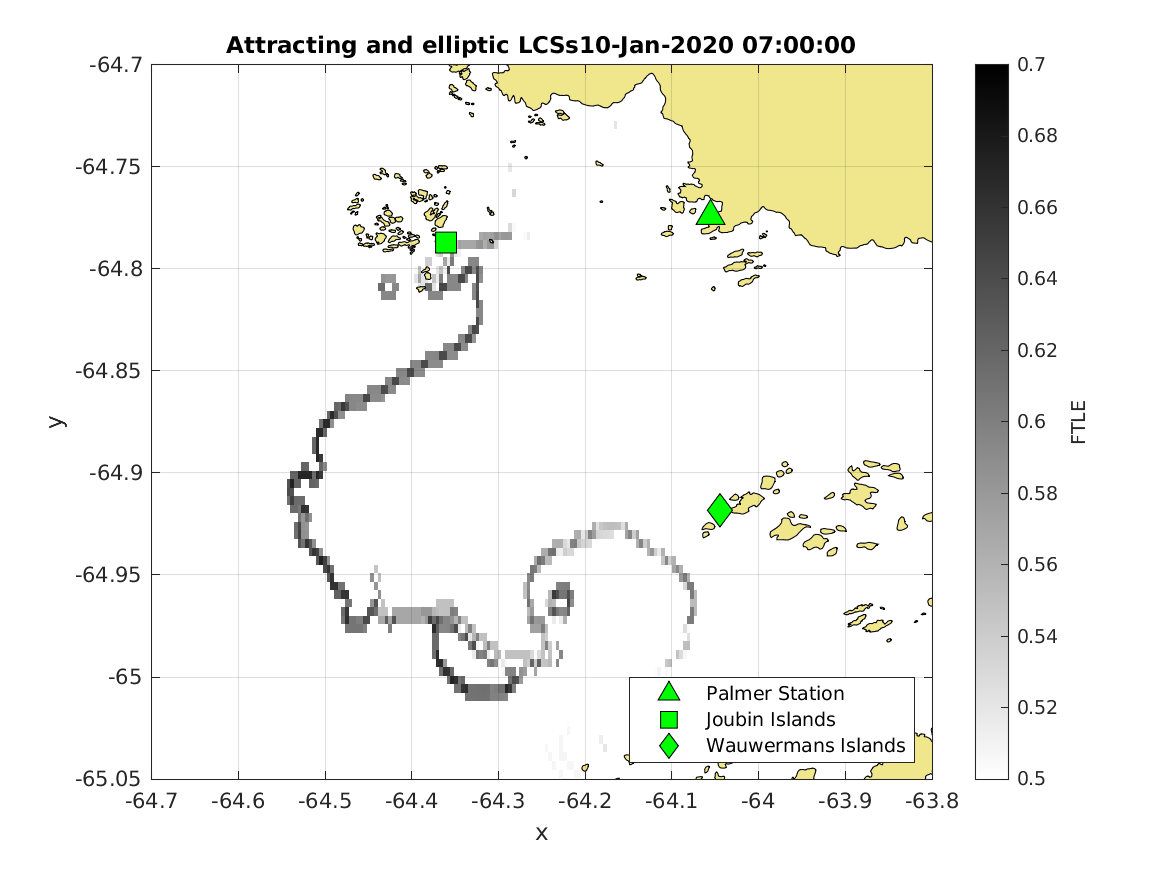 Attracting and elliptic LCSs10-Jan-2020 07:00:00
-64.7
-64.75
-64.8
-64.85
-64.9
-64.95
-65
-65.05
y
-64.7 -64.6 -64.5 -64.4 -64.3 -64.2 -64.1 -64 -63.9 -63.8
x
Palmer Station
Joubin Islands
Wauwermans Islands
0.7
0.68
0.66
0.64
0.62
0.6
0.58
0.56
0.54
0.52
0.5
FTLE